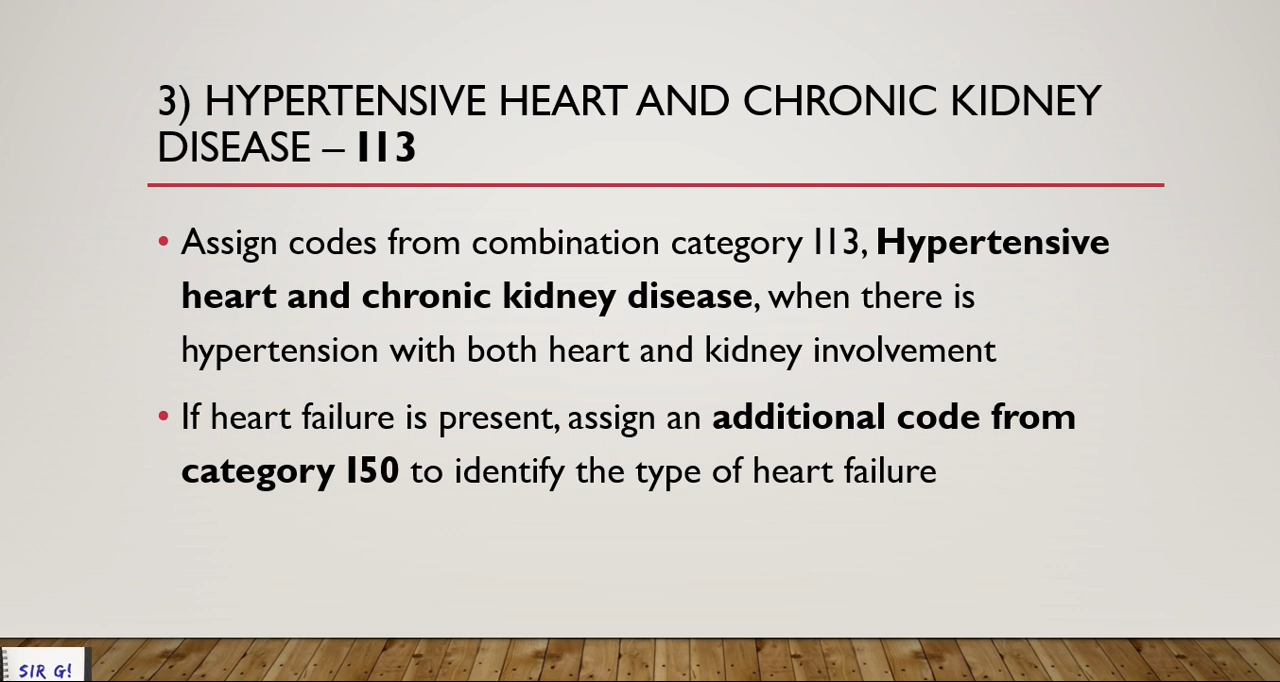 3) HYPERTENSIVE HEART AND CHRONIC KIDNEY
DISEASE – I13
• Assign codes from combination category I13, Hypertensive
heart and chronic kidney disease, when there is
hypertension with both heart and kidney involvement
• If heart failure is present, assign an additional code from
category I50 to identify the type of heart failure
SIR G!